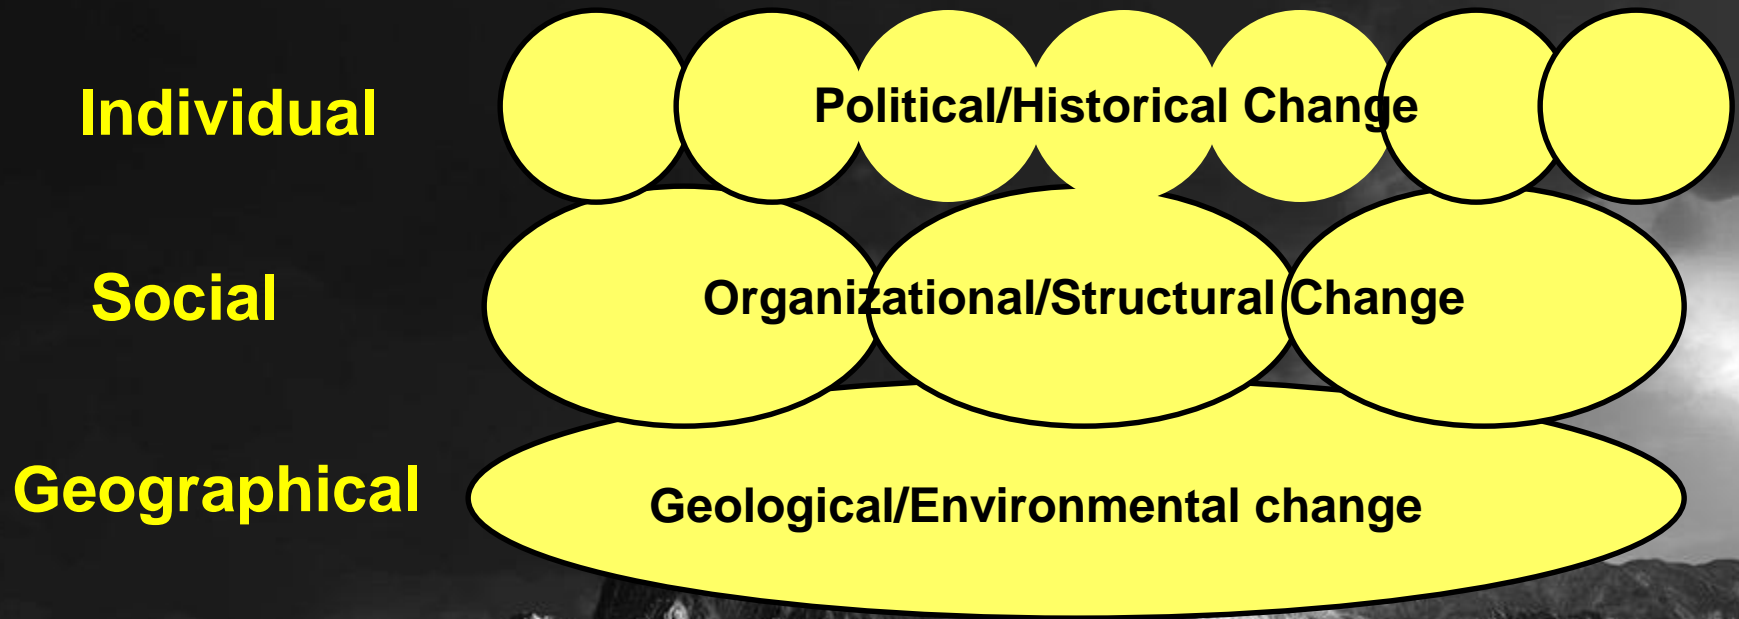 Individual
Political/Historical Change
Social
Organizational/Structural Change
Geographical
Geological/Environmental change